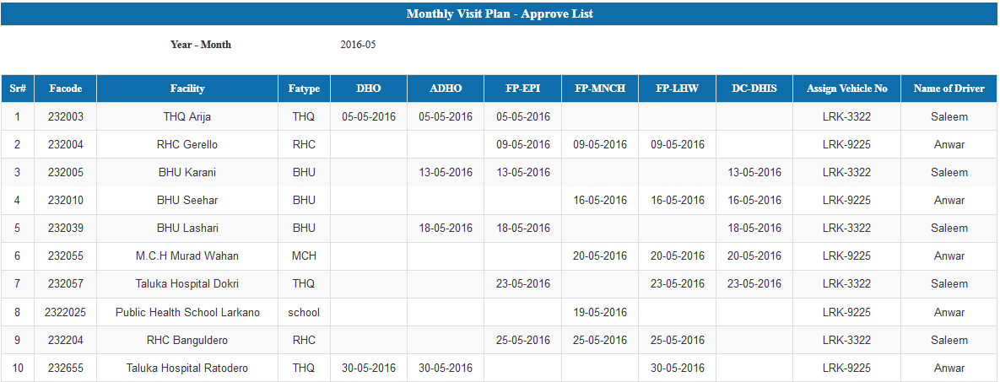 Monthly Visit Plan - Approve List
Year - Month 2016-05
Sr# Facode Facility Fatype DHO ADHO FP-EPI FP-MNCH FP-LHW DC-DHIS Assign Vehicle No Name of Driver
1 232003 THQ Arija THQ 05-05-2016 05-05-2016 05-05-2016 LRK-3322 Saleem
2 232004 RHC Gerello RHC 09-05-2016 09-05-2016 09-05-2016 LRK-9225 Anwar
3 232005 BHU Karani BHU 13-05-2016 13-05-2016 13-05-2016 LRK-3322 Saleem
4 232010 BHU Seehar BHU 16-05-2016 16-05-2016 16-05-2016 LRK-9225 Anwar
5 232039 BHU Lashari BHU 18-05-2016 18-05-2016 18-05-2016 LRK-3322 Saleem
6 232055 M.C.H Murad Wahan MCH 20-05-2016 20-05-2016 20-05-2016 LRK-9225 Anwar
7 232057 Taluka Hospital Dokri THQ 23-05-2016 23-05-2016 23-05-2016 LRK-3322 Saleem
8 2322025 Public Health School Larkano school 19-05-2016 LRK-9225 Anwar
9 232204 RHC Banguldero RHC 25-05-2016 25-05-2016 25-05-2016 LRK-3322 Saleem
10 232655 Taluka Hospital Ratodero THQ 30-05-2016 30-05-2016 30-05-2016 LRK-9225 Anwar